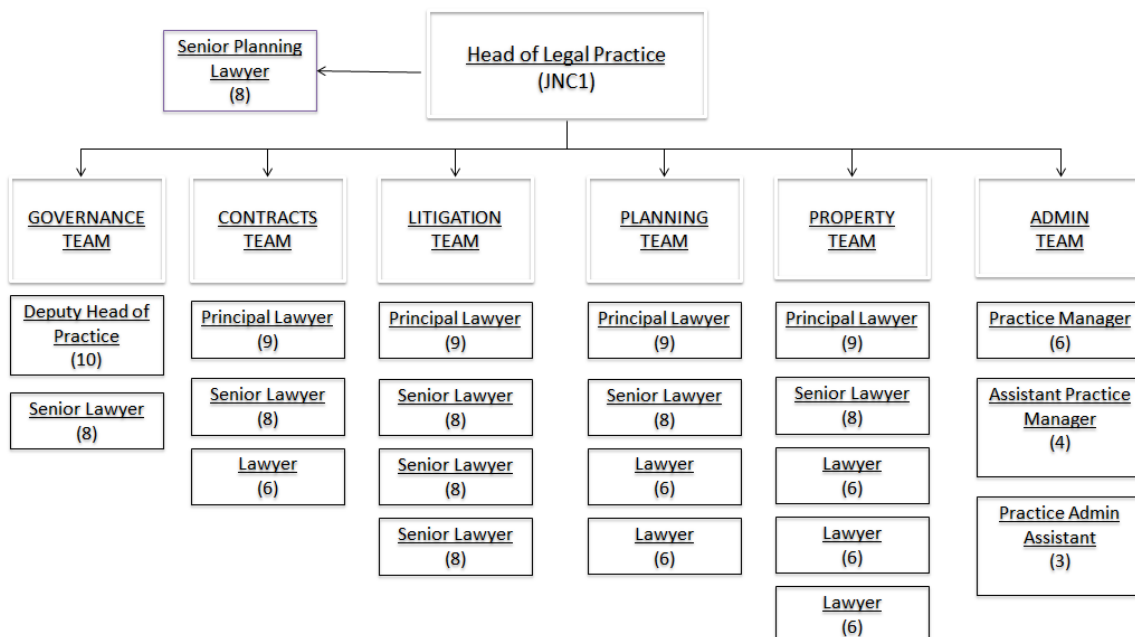 Senior Planning
Lawyer
(8)
Head of Legal Practice
(JNC1)
GOVERNANCE
TEAM
Deputy Head of
Practice
(10)
Senior Lawyer
(8)
CONTRACTS
TEAM
Principal Lawyer
(9)
Senior Lawyer
(8)
Lawyer
(6)
LITIGATION
TEAM
Principal Lawyer
(9)
Senior Lawyer
(8)
Senior Lawyer
(8)
Senior Lawyer
(8)
PLANNING
TEAM
Principal Lawyer
(9)
Senior Lawyer
(8)
Lawyer
(6)
Lawyer
(6)
PROPERTY
TEAM
Principal Lawyer
(9)
Senior Lawyer
(8)
Lawyer
(6)
Lawyer
(6)
Lawyer
(6)
ADMIN
TEAM
Practice Manager
(6)
Assistant Practice
Manager
(4)
Practice Admin
Assistant
(3)